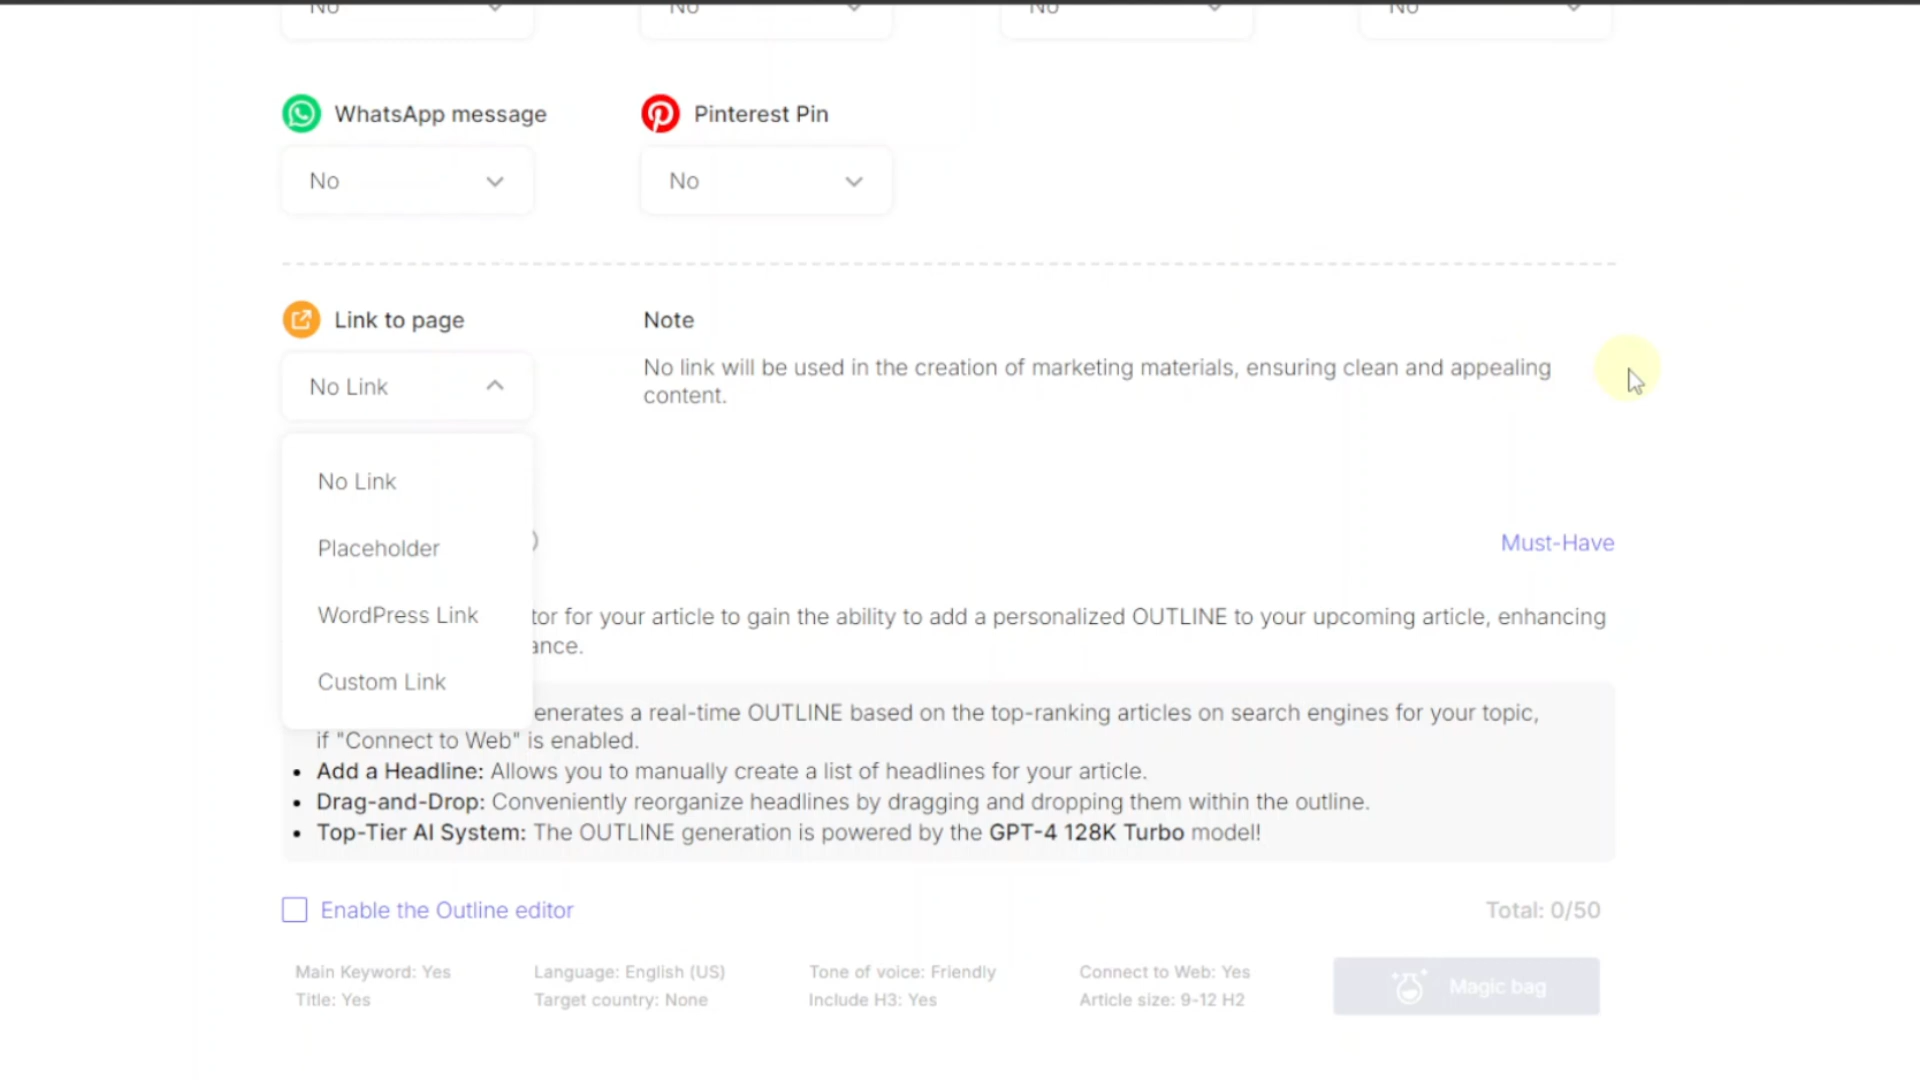 No No No No
WhatsApp message Pinterest Pin
No No
Link to page Note
No Link No link will be used in the creation of marketing materials, ensuring clean and appealing
content.
No Link
Placeholder Must-Have
WordPress Link tor for your article to gain the ability to add a personalized OUTLINE to your upcoming article, enhancing
ance.
Custom Link
enerates a real-time OUTLINE based on the top-ranking articles on search engines for your topic,
if "Connect to Web" is enabled.
• Add a Headline: Allows you to manually create a list of headlines for your article.
• Drag-and-Drop: Conveniently reorganize headlines by dragging and dropping them within the outline.
• Top-Tier AI System: The OUTLINE generation is powered by the GPT-4 128K Turbo model!
Enable the Outline editor Total: 0/50
Main Keyword: Yes Language: English (US) Tone of voice: Friendly Connect to Web: Yes
Title: Yes Target country: None Include H3: Yes Article size: 9-12 H2
Magic bag